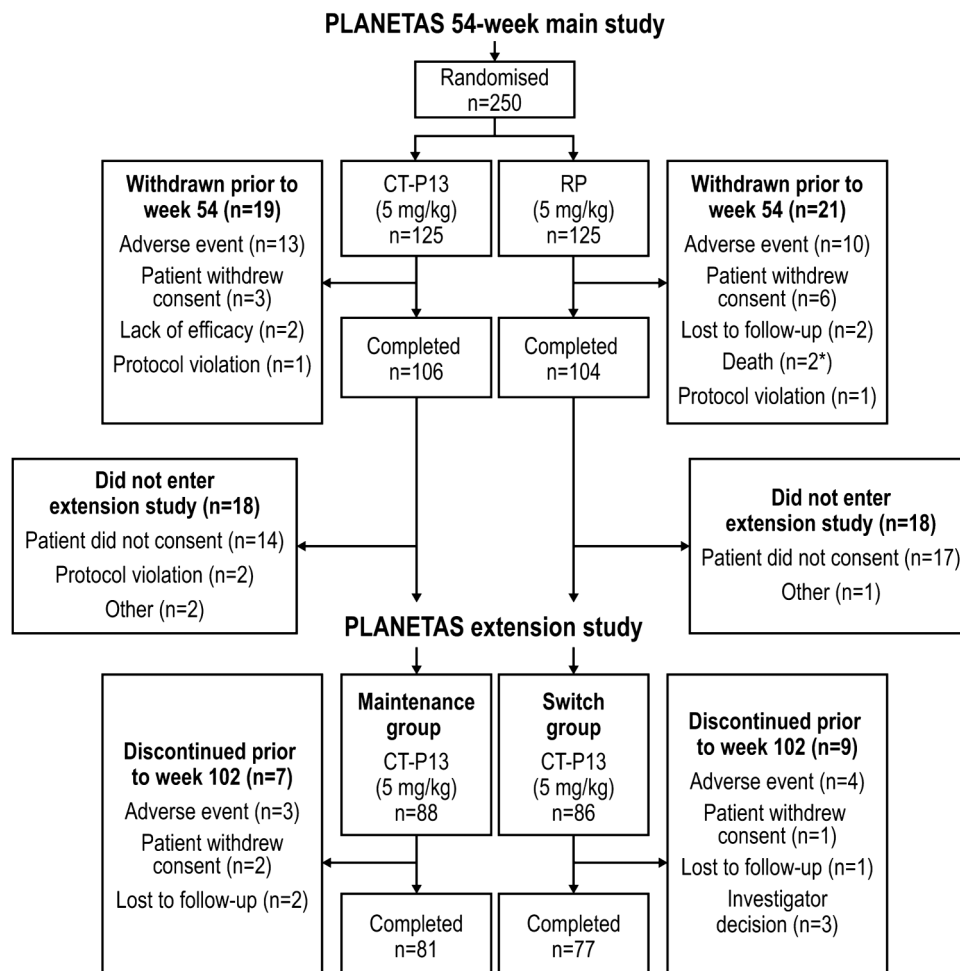 PLANETAS 54-week main study
Randomised
n=250
Withdrawn prior to
week 54 (n=19)
Adverse event (n=13)
Patient withdrew
consent (n=3)
Lack of efficacy (n=2)
Protocol violation (n=1)
CT-P13
(5 mg/kg)
n=125
RP
(5 mg/kg)
n=125
Withdrawn prior to
week 54 (n=21)
Adverse event (n=10)
Patient withdrew
consent (n=6)
Lost to follow-up (n=2)
Death (n=2*)
Protocol violation (n=1)
Completed
n=106
Completed
n=104
Did not enter
extension study (n=18)
Patient did not consent (n=14)
Protocol violation (n=2)
Other (n=2)
Did not enter
extension study (n=18)
Patient did not consent (n=17)
Other (n=1)
PLANETAS extension study
Discontinued prior
to week 102 (n=7)
Adverse event (n=3)
Patient withdrew
consent (n=2)
Lost to follow-up (n=2)
Maintenance
group
CT-P13
(5 mg/kg)
n=88
Switch
group
CT-P13
(5 mg/kg)
n=86
Discontinued prior
to week 102 (n=9)
Adverse event (n=4)
Patient withdrew
consent (n=1)
Lost to follow-up (n=1)
Investigator
decision (n=3)
Completed
n=81
Completed
n=77